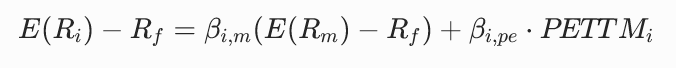 E(R_i) − R_f = β_{i,m}(E(R_m) − R_f) + β_{i,pe} · PETTM_i